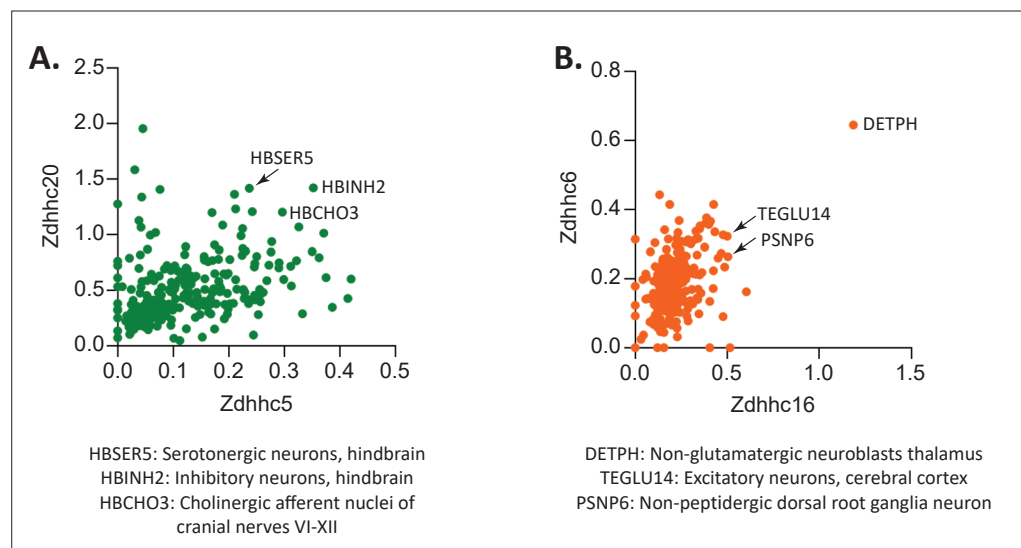 A.
2.5
2.0
1.5
1.0
0.5
0.0
Zdhhc20
HBSER5
HBINH2
HBCHO3
0.0 0.1 0.2 0.3 0.4 0.5
Zdhhc5
HBSER5: Serotonergic neurons, hindbrain
HBINH2: Inhibitory neurons, hindbrain
HBCHO3: Cholinergic afferent nuclei of
cranial nerves VI-XII
B.
0.8
0.6
0.4
0.2
0.0
Zdhhc6
DETPH
TEGLU14
PSNP6
0.0 0.5 1.0 1.5
Zdhhc16
DETPH: Non-glutamatergic neuroblasts thalamus
TEGLU14: Excitatory neurons, cerebral cortex
PSNP6: Non-peptidergic dorsal root ganglia neuron